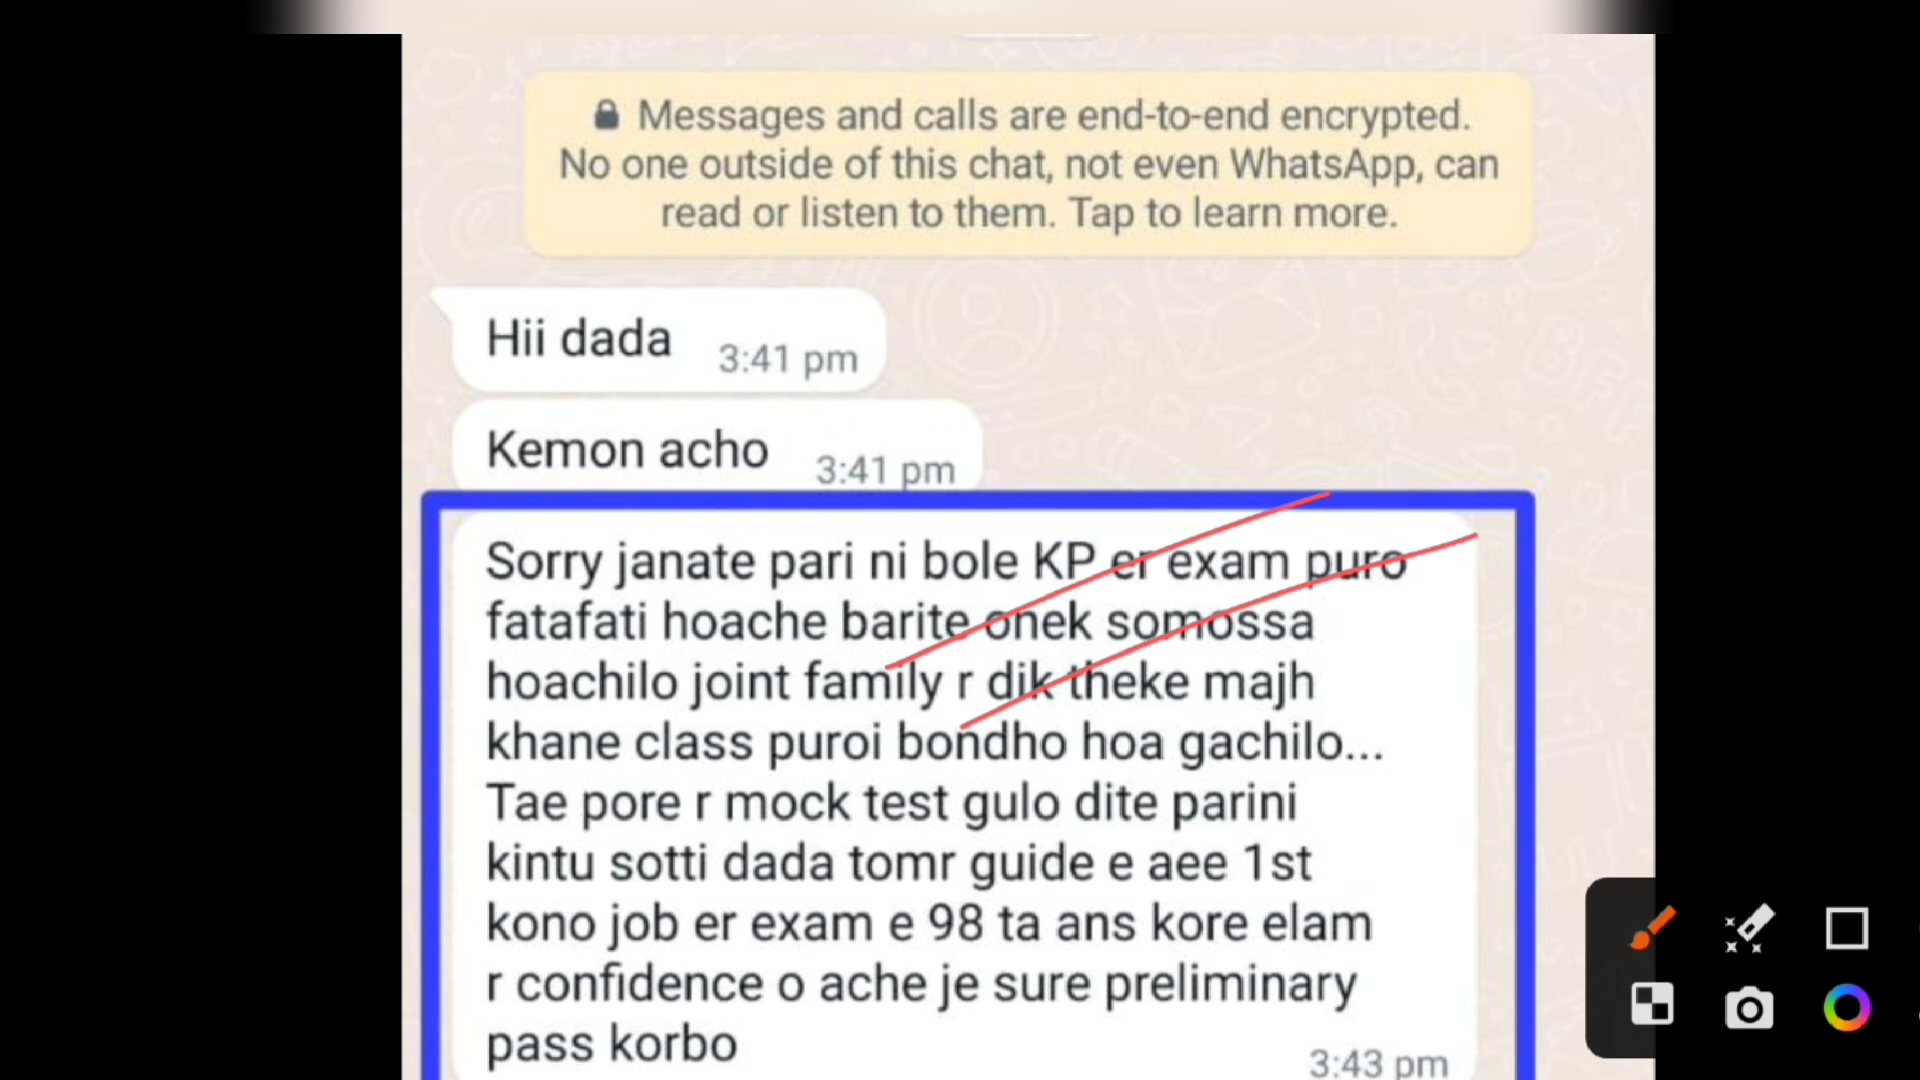 Messages and calls are end-to-end encrypted.
No one outside of this chat, not even WhatsApp, can
read or listen to them. Tap to learn more.
Hii dada 3:41 pm
Kemon acho 3:41 pm
Sorry janate pari ni bole KP er exam puro
fatafati hoache barite onek somossa
hoachilo joint family r dik theke majh
khane class puroi bondho hoa gachilo...
Tae pore r mock test gulo dite parini
kintu sotti dada tomr guide e aee 1st
kono job er exam e 98 ta ans kore elam
r confidence o ache je sure preliminary
pass korbo
3:43 pm